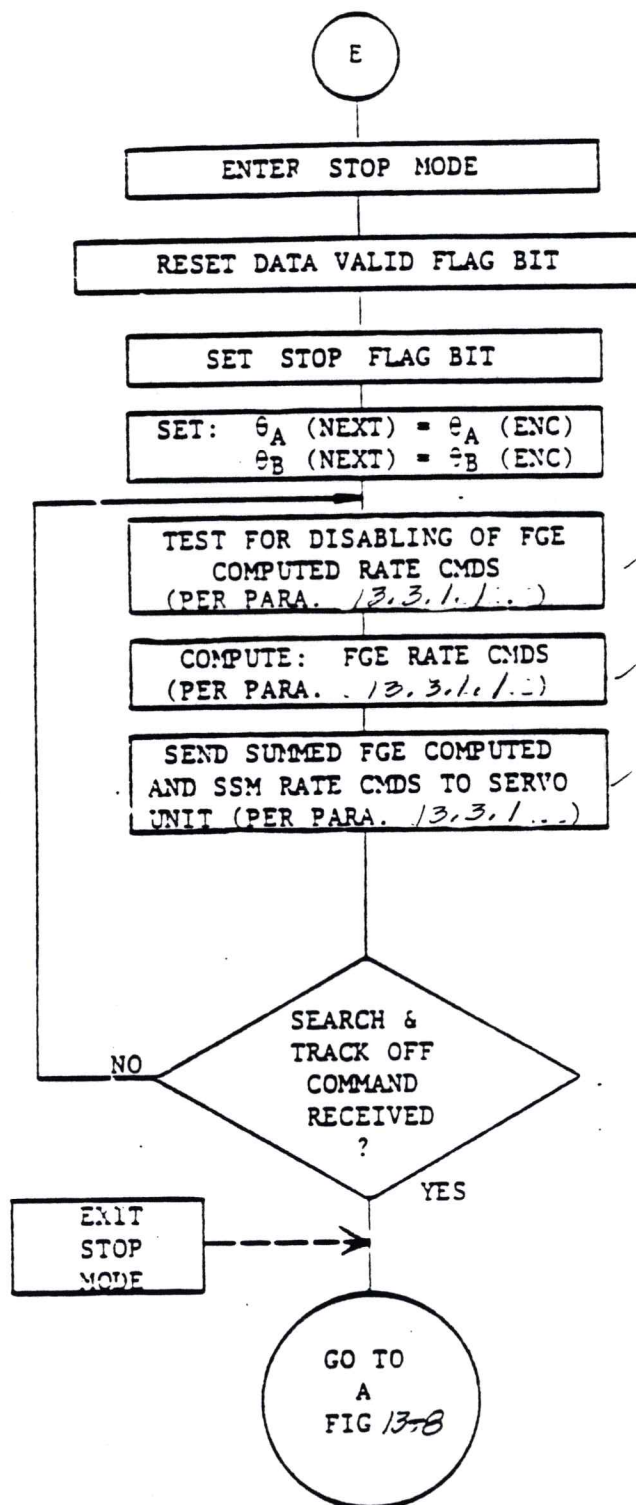 E
ENTER STOP MODE
RESET DATA VALID FLAG BIT
SET STOP FLAG BIT
SET: θA (NEXT) = θA (ENC)
θB (NEXT) = θB (ENC)
TEST FOR DISABLING OF FGE
COMPUTED RATE CMDS
(PER PARA. 13.3.1.1...)
COMPUTE: FGE RATE CMDS
(PER PARA. 13.3.1.1...)
SEND SUMMED FGE COMPUTED
AND SSM RATE CMDS TO SERVO
UNIT (PER PARA. 13.3.1...)
SEARCH &
TRACK OFF
COMMAND
RECEIVED
?
NO
YES
EXIT
STOP
MODE
GO TO
A
FIG 13-8